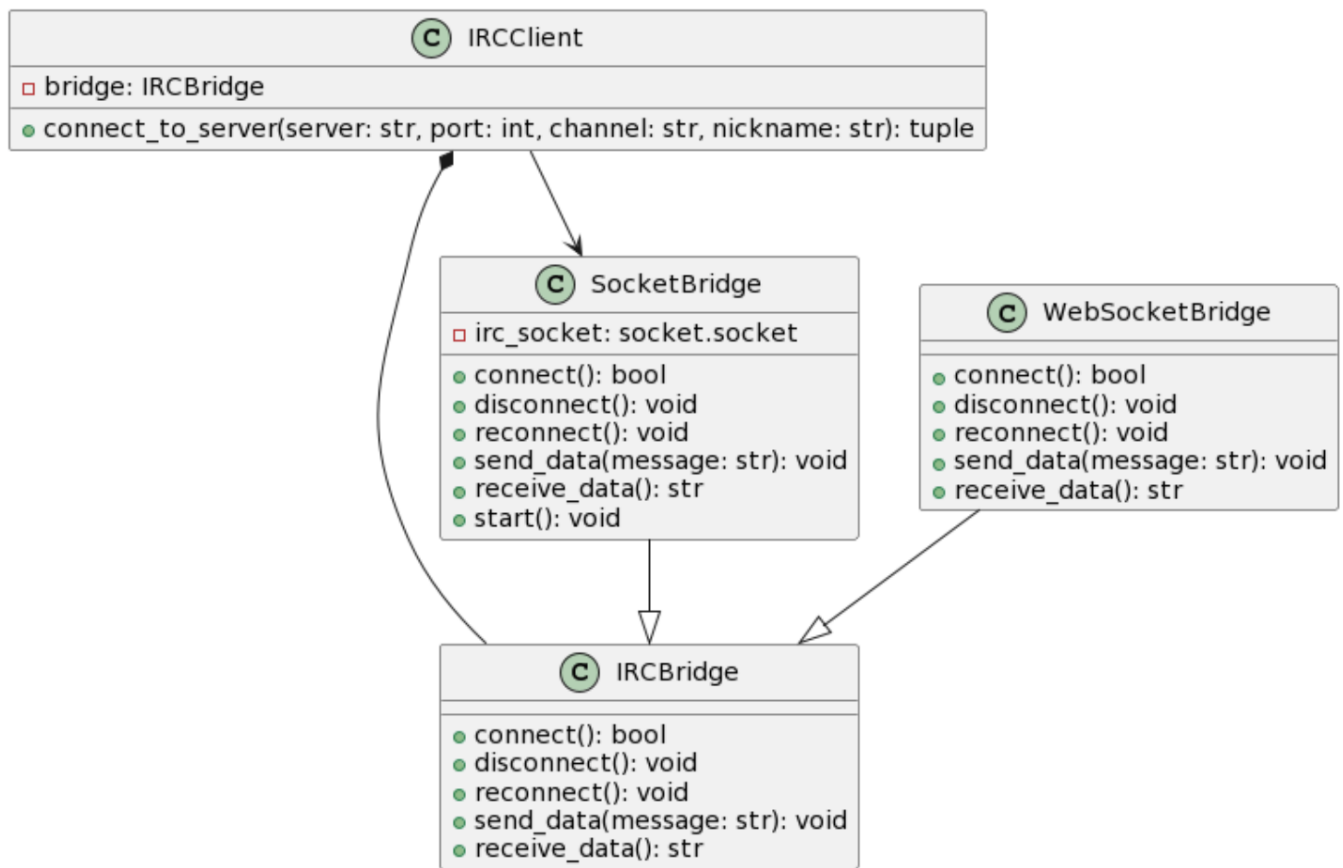 C IRCClient
bridge: IRCBridge
connect_to_server(server: str, port: int, channel: str, nickname: str): tuple
C SocketBridge
irc_socket: socket.socket
connect(): bool
disconnect(): void
reconnect(): void
send_data(message: str): void
receive_data(): str
start(): void
C WebSocketBridge
connect(): bool
disconnect(): void
reconnect(): void
send_data(message: str): void
receive_data(): str
C IRCBridge
connect(): bool
disconnect(): void
reconnect(): void
send_data(message: str): void
receive_data(): str